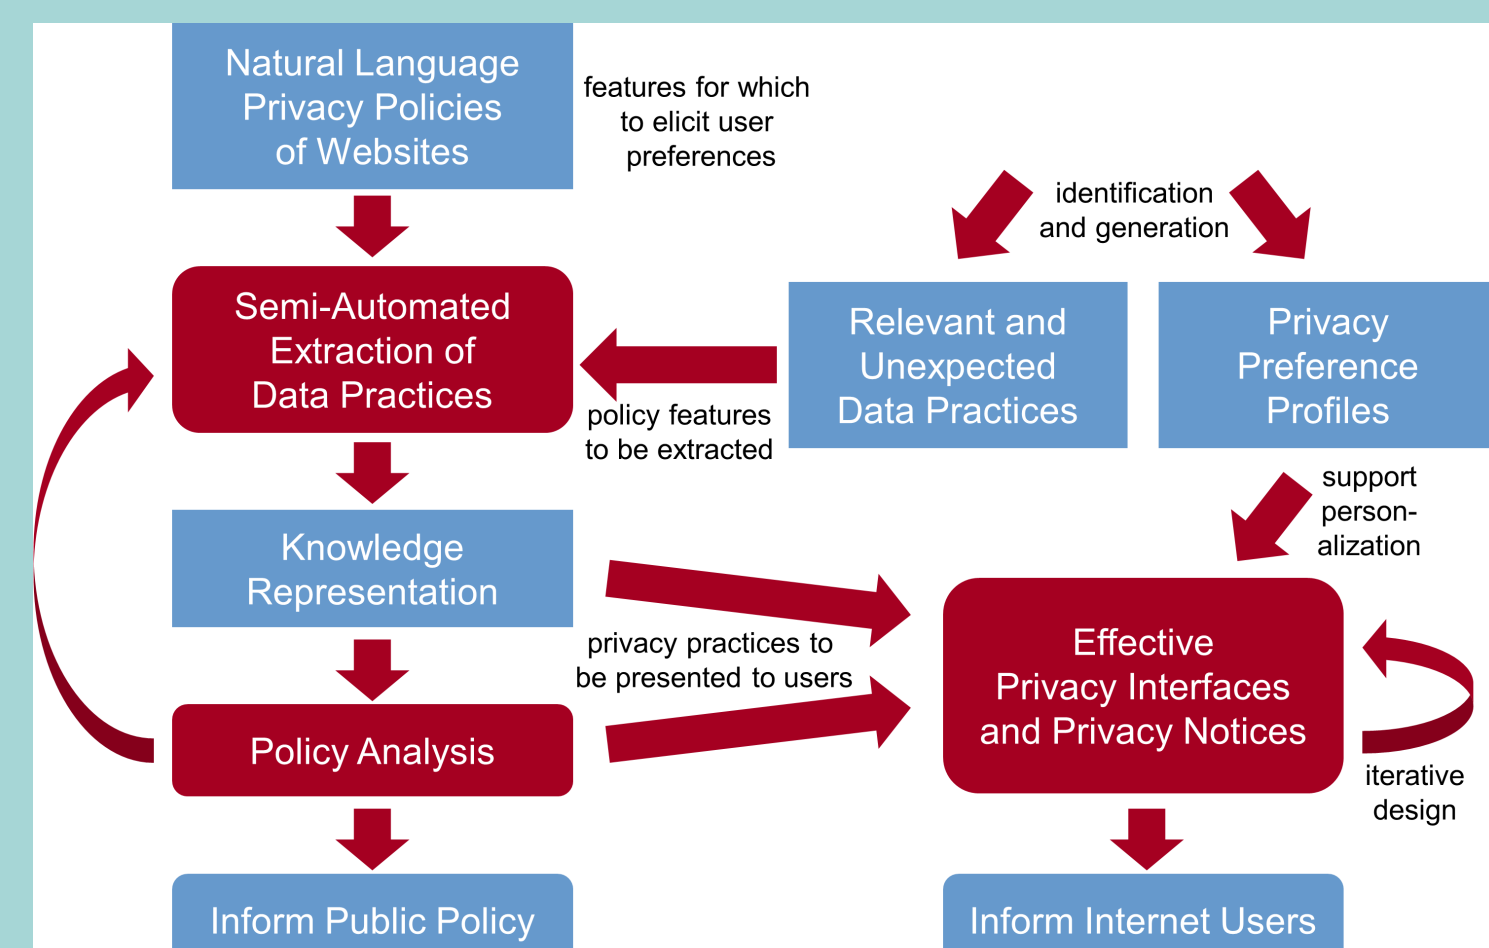 Natural Language
Privacy Policies
of Websites
features for which
to elicit user
preferences
identification
and generation
Semi-Automated
Extraction of
Data Practices
policy features
to be extracted
Relevant and
Unexpected
Data Practices
Privacy
Preference
Profiles
support
person-
alization
Knowledge
Representation
privacy practices to
be presented to users
Effective
Privacy Interfaces
and Privacy Notices
Policy Analysis
iterative
design
Inform Public Policy
Inform Internet Users